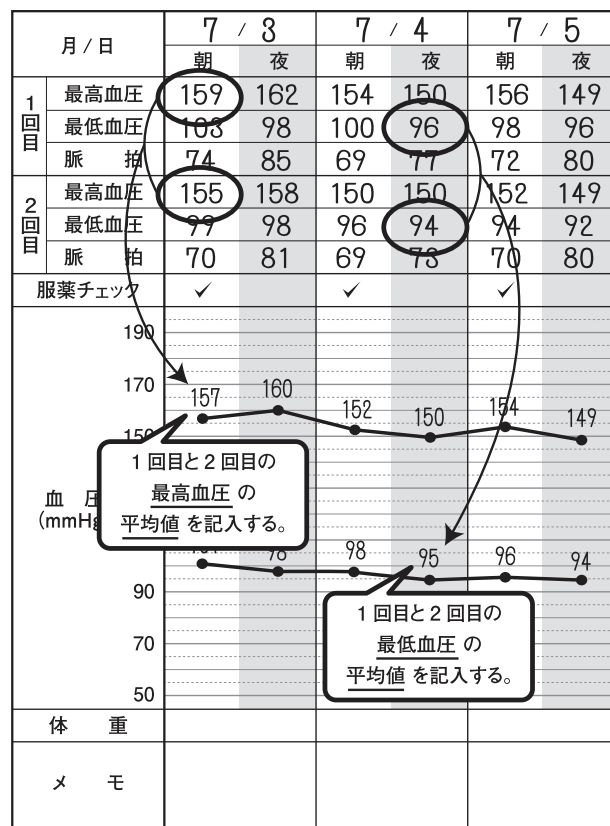 月 / 日 7 / 3 7 / 4 7 / 5
朝 夜 朝 夜 朝 夜
1回目 最高血圧 159 162 154 150 156 149
最低血圧 103 98 100 96 98 96
脈 拍 74 85 69 77 72 80
2回目 最高血圧 155 158 150 150 152 149
最低血圧 99 98 96 94 94 92
脈 拍 70 81 69 73 70 80
服薬チェック ✓ ✓ ✓
190
170
157 160 152 150 154 149
150
1回目と2回目の
最高血圧 の
平均値 を記入する。
血 圧
(mmHg
98 98 95 96 94
90
1回目と2回目の
最低血圧 の
平均値 を記入する。
70
50
体 重
メ モ